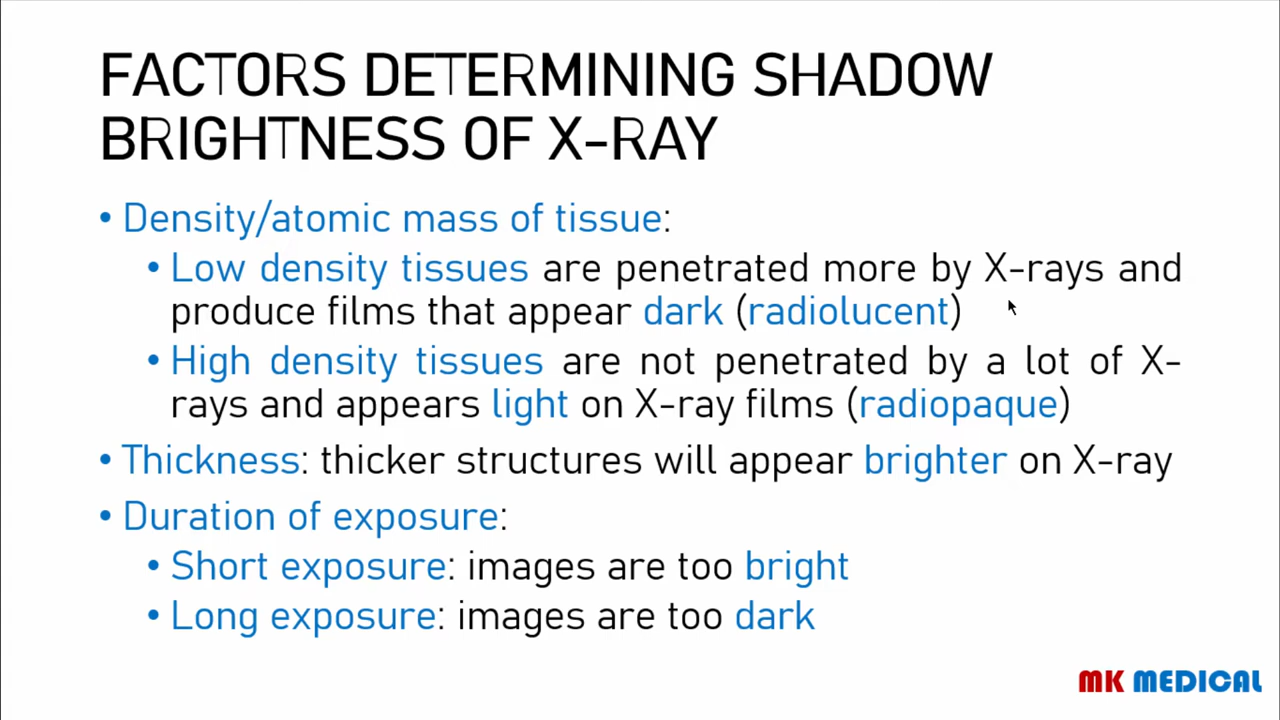 FACTORS DETERMINING SHADOW
BRIGHTNESS OF X-RAY
• Density/atomic mass of tissue:
• Low density tissues are penetrated more by X-rays and
produce films that appear dark (radiolucent)
• High density tissues are not penetrated by a lot of X-
rays and appears light on X-ray films (radiopaque)
• Thickness: thicker structures will appear brighter on X-ray
• Duration of exposure:
• Short exposure: images are too bright
• Long exposure: images are too dark
MK MEDICAL